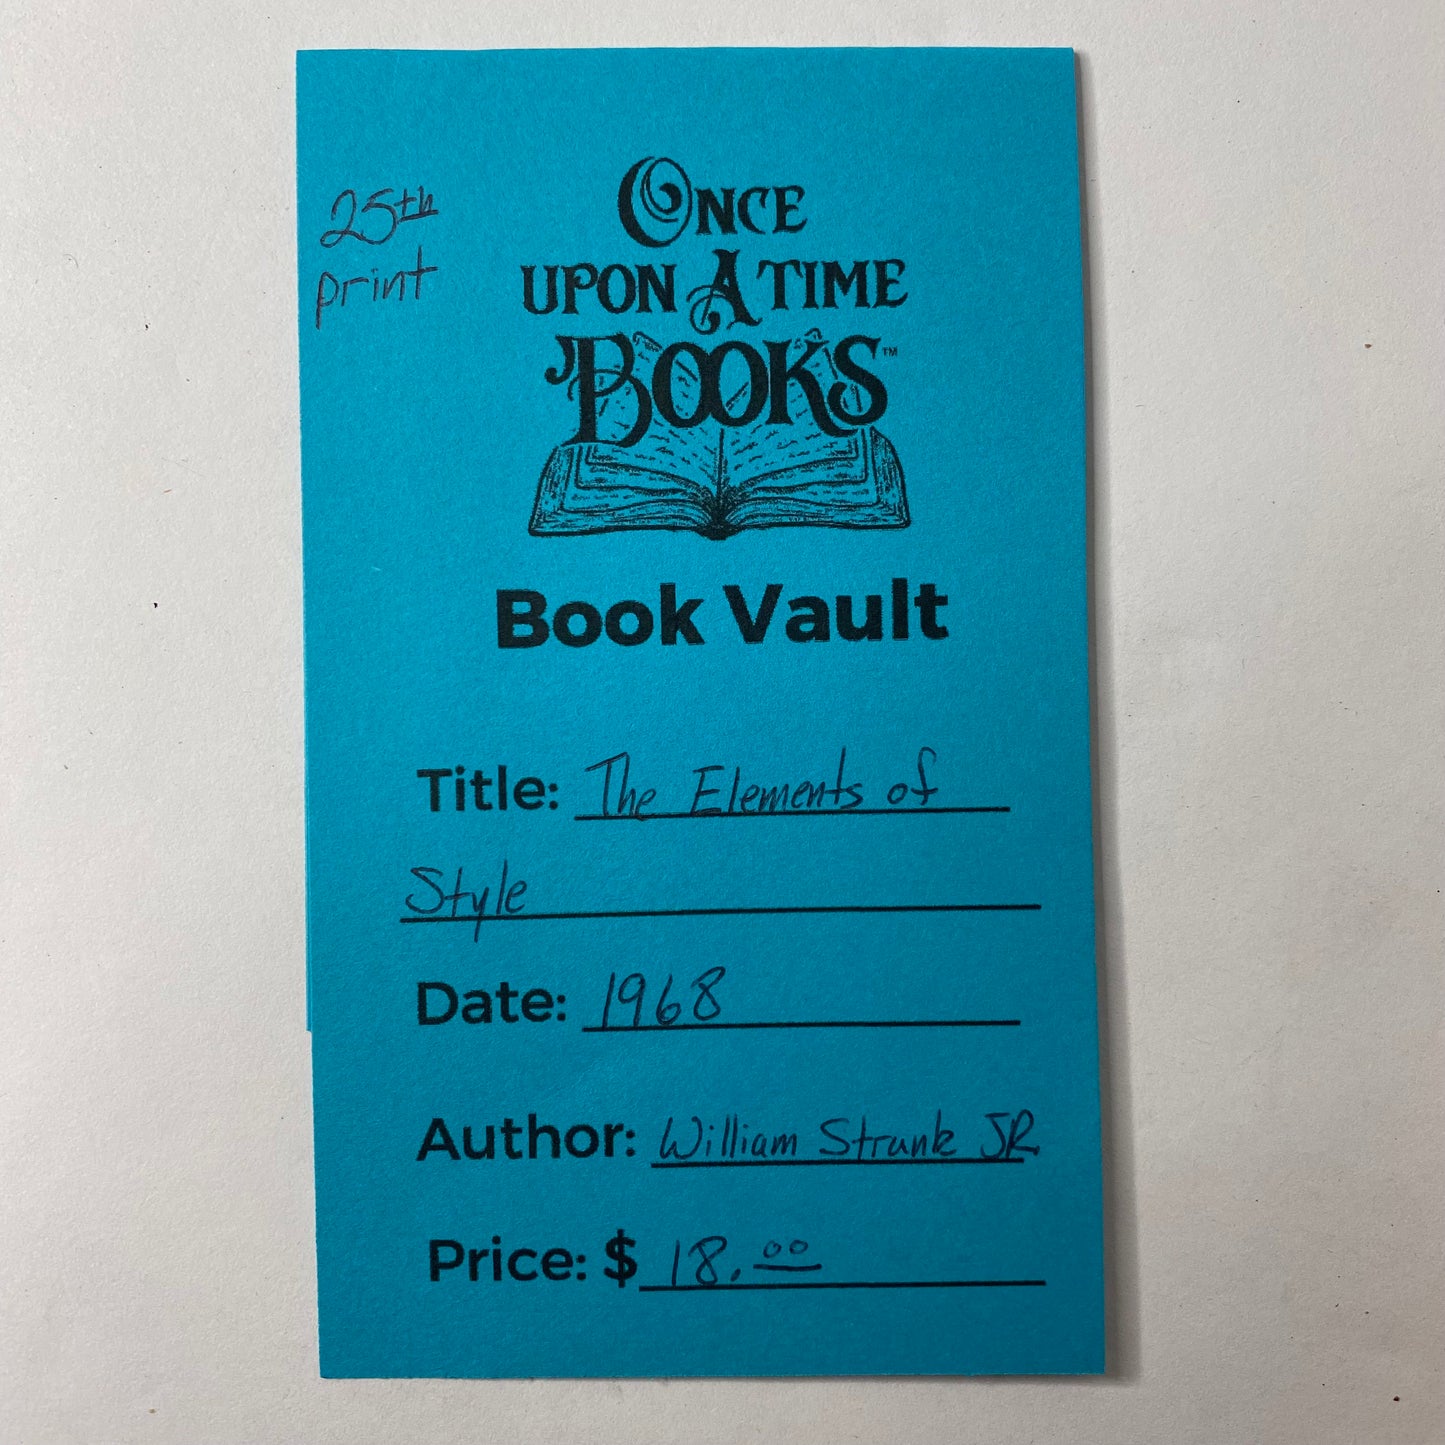 25th
print
ONCE
UPON A TIME
BOOKS™
Book Vault
Title: The Elements of
Style
Date: 1968
Author: William Strunk JR.
Price: $ 18.00